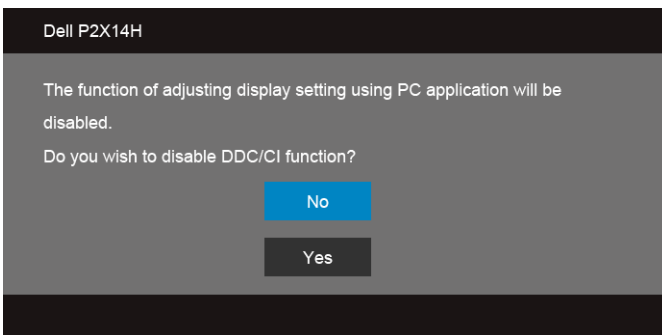 Dell P2X14H
The function of adjusting display setting using PC application will be
disabled.
Do you wish to disable DDC/CI function?
No
Yes